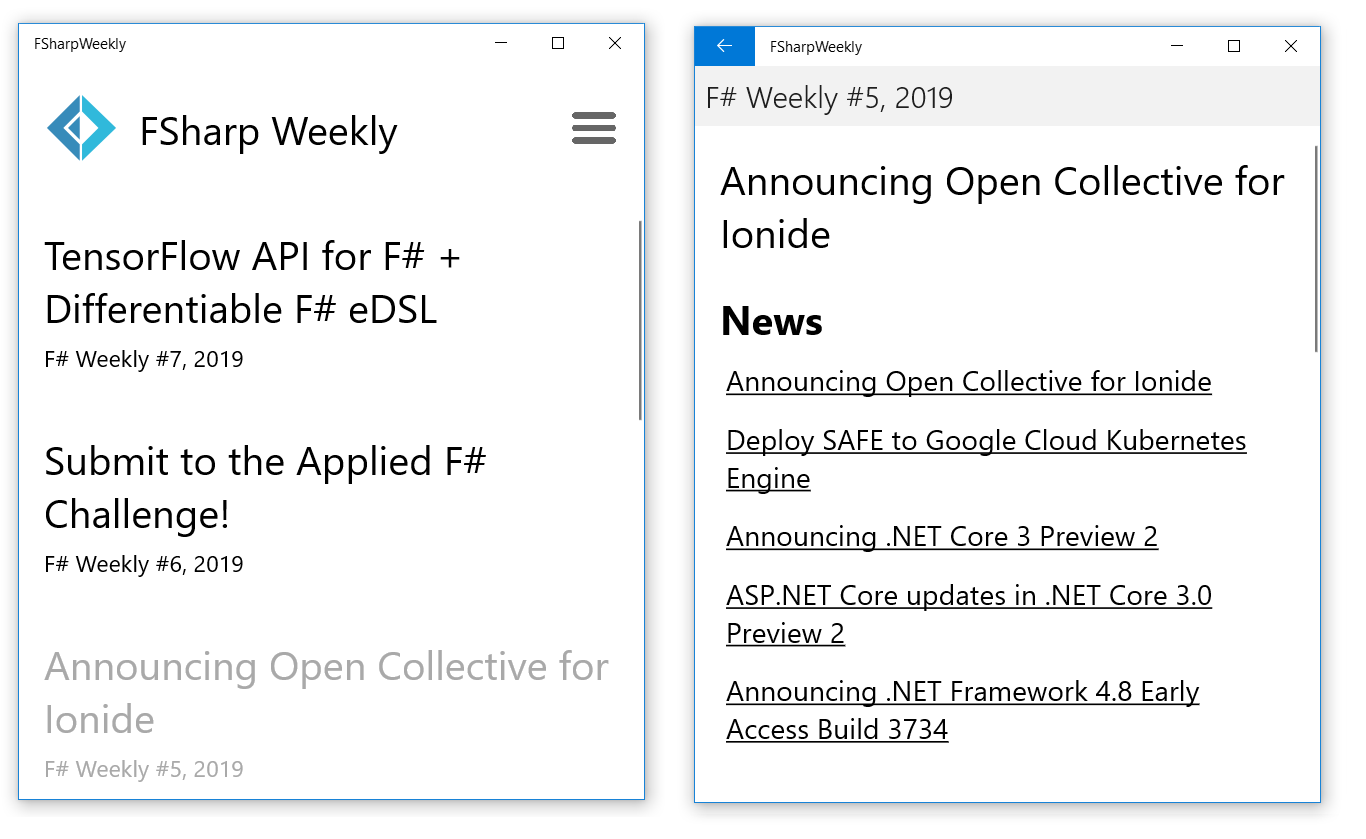 FSharpWeekly
FSharp Weekly
TensorFlow API for F# +
Differentiable F# eDSL
F# Weekly #7, 2019
Submit to the Applied F#
Challenge!
F# Weekly #6, 2019
Announcing Open Collective for
Ionide
F# Weekly #5, 2019
FSharpWeekly
F# Weekly #5, 2019
Announcing Open Collective for
Ionide
News
Announcing Open Collective for Ionide
Deploy SAFE to Google Cloud Kubernetes
Engine
Announcing .NET Core 3 Preview 2
ASP.NET Core updates in .NET Core 3.0
Preview 2
Announcing .NET Framework 4.8 Early
Access Build 3734